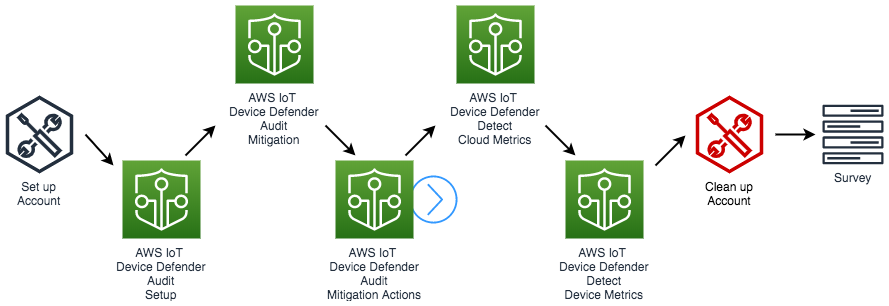 Set up
Account
AWS IoT
Device Defender
Audit
Setup
AWS IoT
Device Defender
Audit
Mitigation
AWS IoT
Device Defender
Audit
Mitigation Actions
AWS IoT
Device Defender
Detect
Cloud Metrics
AWS IoT
Device Defender
Detect
Device Metrics
Clean up
Account
Survey